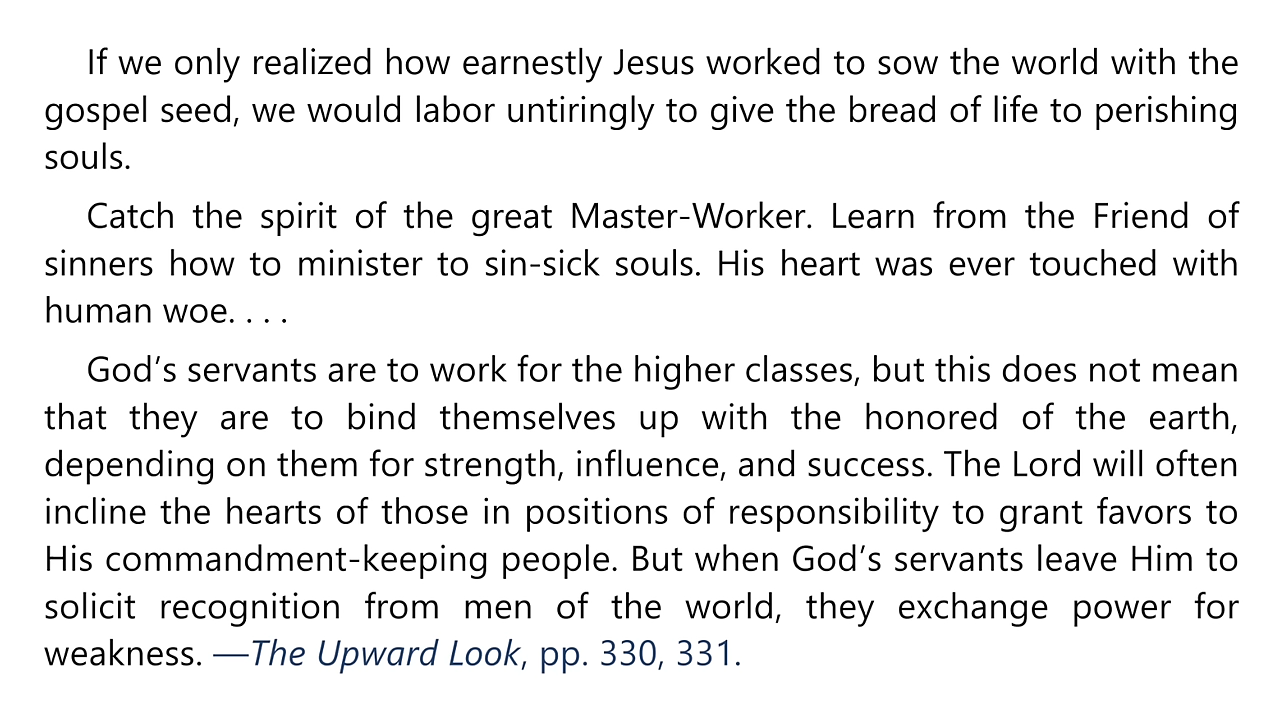 If we only realized how earnestly Jesus worked to sow the world with the
gospel seed, we would labor untiringly to give the bread of life to perishing
souls.
Catch the spirit of the great Master-Worker. Learn from the Friend of
sinners how to minister to sin-sick souls. His heart was ever touched with
human woe. . . .
God’s servants are to work for the higher classes, but this does not mean
that they are to bind themselves up with the honored of the earth,
depending on them for strength, influence, and success. The Lord will often
incline the hearts of those in positions of responsibility to grant favors to
His commandment-keeping people. But when God’s servants leave Him to
solicit recognition from men of the world, they exchange power for
weakness. —The Upward Look, pp. 330, 331.